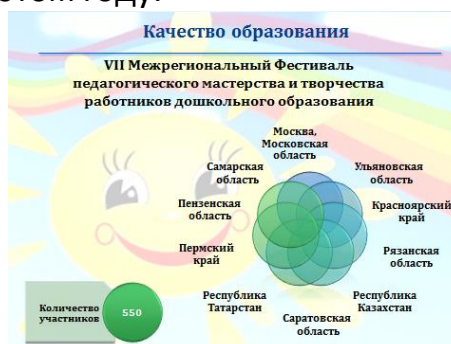 году.
Качество образования
VII Межрегиональный Фестиваль
педагогического мастерства и творчества
работников дошкольного образования
Москва,
Московская
область
Ульяновская
область
Красноярский
край
Рязанская
область
Республика
Казахстан
Саратовская
область
Республика
Татарстан
Пермский
край
Пензенская
область
Самарская
область
Количество
участников
550